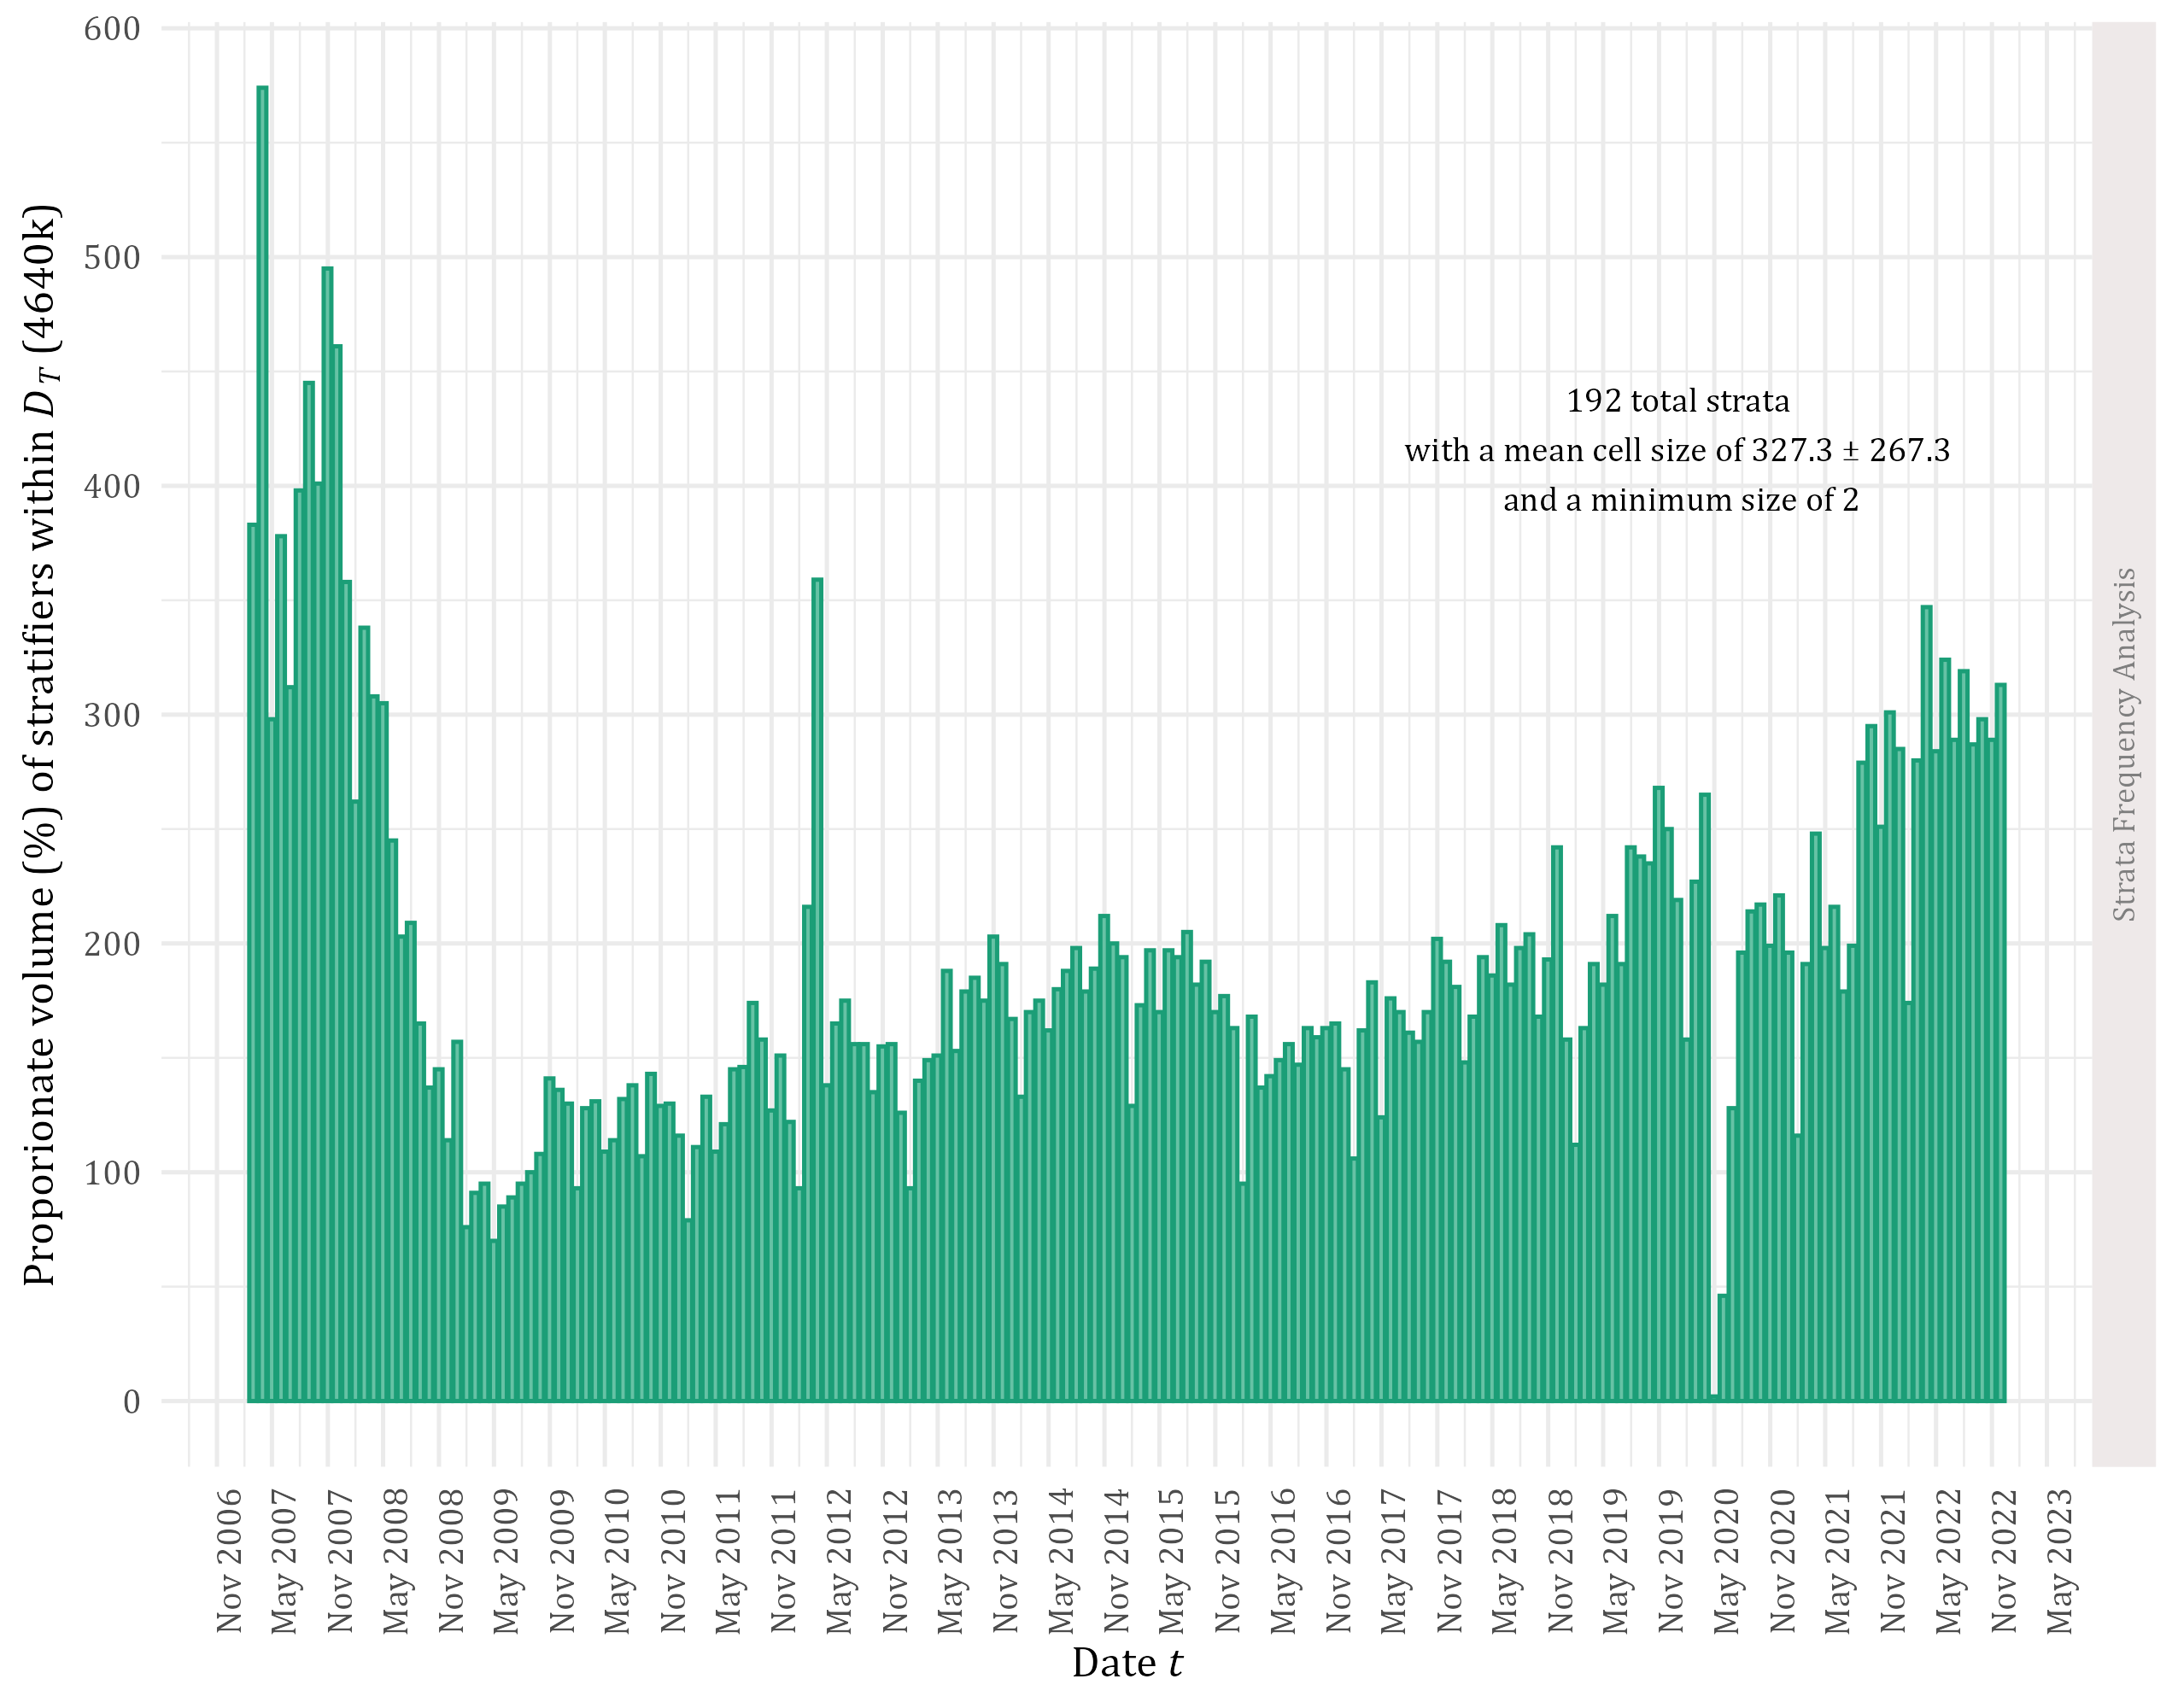 Proporionate volume (%) of stratifiers within D T (4640k)
600
500
400
300
200
100
0
192 total strata
with a mean cell size of 327.3 ± 267.3
and a minimum size of 2
Strata Frequency Analysis
Nov 2006
May 2007
Nov 2007
May 2008
Nov 2008
May 2009
Nov 2009
May 2010
Nov 2010
May 2011
Nov 2011
May 2012
Nov 2012
May 2013
Nov 2013
May 2014
Nov 2014
May 2015
Nov 2015
May 2016
Nov 2016
May 2017
Nov 2017
May 2018
Nov 2018
May 2019
Nov 2019
May 2020
Nov 2020
May 2021
Nov 2021
May 2022
Nov 2022
May 2023
Date t